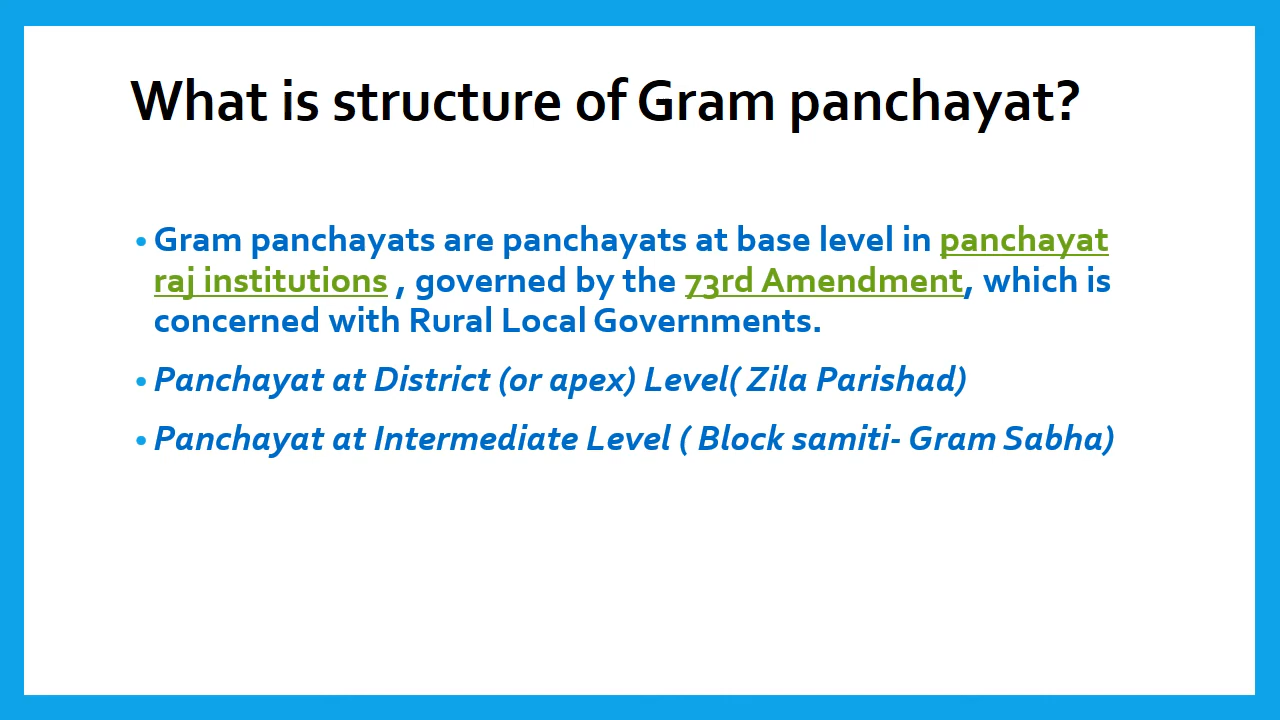 What is structure of Gram panchayat?
• Gram panchayats are panchayats at base level in panchayat
raj institutions , governed by the 73rd Amendment, which is
concerned with Rural Local Governments.
• Panchayat at District (or apex) Level( Zila Parishad)
• Panchayat at Intermediate Level ( Block samiti- Gram Sabha)